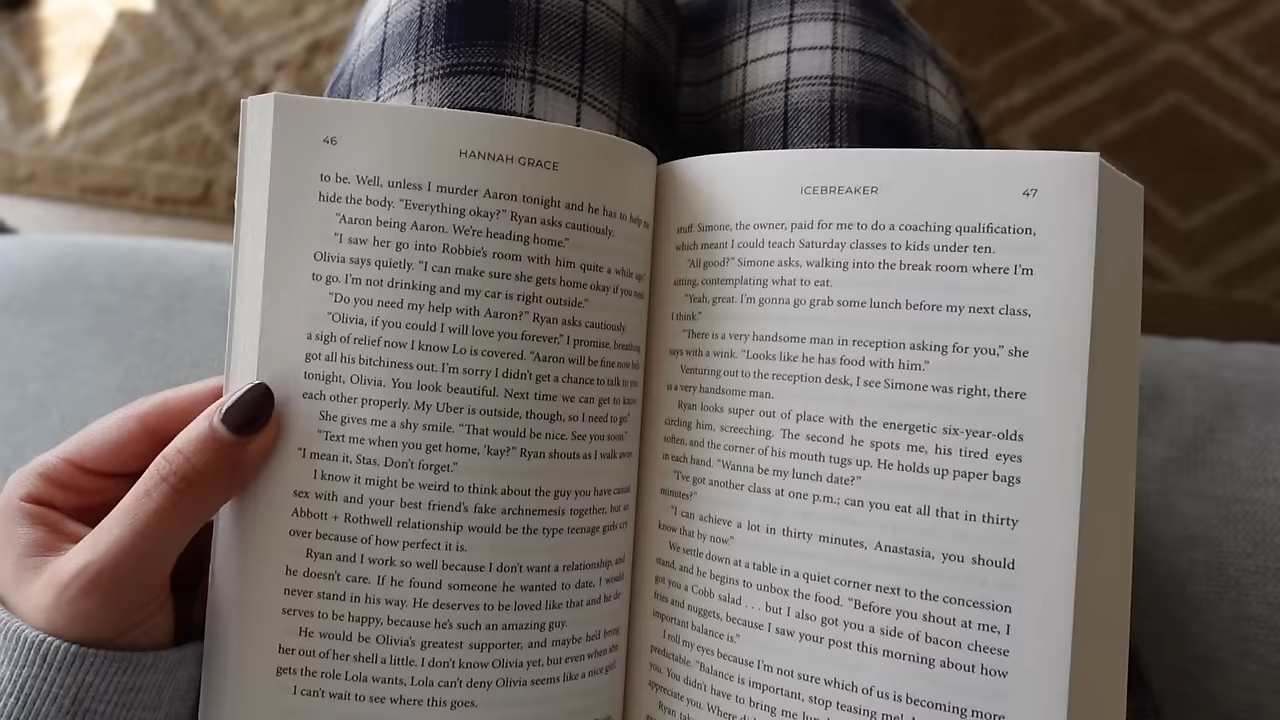 46
HANNAH GRACE
to be. Well, unless I murder Aaron tonight and he has to help me
hide the body. “Everything okay?” Ryan asks cautiously.
“Aaron being Aaron. We’re heading home.”
“I saw her go into Robbie’s room with him quite a while ago,”
Olivia says quietly. “I can make sure she gets home okay if you need
to go. I’m not drinking and my car is right outside.”
“Do you need my help with Aaron?” Ryan asks cautiously.
“Olivia, if you could I will love you forever,” I promise, breathing
a sigh of relief now I know Lo is covered. “Aaron will be fine now he’s
got all his bitchiness out. I’m sorry I didn’t get a chance to talk to you
tonight, Olivia. You look beautiful. Next time we can get to know
each other properly. My Uber is outside, though, so I need to go.”
She gives me a shy smile. “That would be nice. See you soon.”
“Text me when you get home, ’kay?” Ryan shouts as I walk away.
“I mean it, Stas. Don’t forget.”
I know it might be weird to think about the guy you have casual
sex with and your best friend’s fake archnemesis together, but an
Abbott + Rothwell relationship would be the type teenage girls cry
over because of how perfect it is.
Ryan and I work so well because I don’t want a relationship, and
he doesn’t care. If he found someone he wanted to date, I would
never stand in his way. He deserves to be loved like that and he de-
serves to be happy, because he’s such an amazing guy.
He would be Olivia’s greatest supporter, and maybe he’d bring
her out of her shell a little. I don’t know Olivia yet, but even when she
gets the role Lola wants, Lola can’t deny Olivia seems like a nice girl.
I can’t wait to see where this goes.
ICEBREAKER
47
stuff. Simone, the owner, paid for me to do a coaching qualification,
which meant I could teach Saturday classes to kids under ten.
“All good?” Simone asks, walking into the break room where I’m
sitting, contemplating what to eat.
“Yeah, great. I’m gonna go grab some lunch before my next class,
I think.”
“There is a very handsome man in reception asking for you,” she
says with a wink. “Looks like he has food with him.”
Venturing out to the reception desk, I see Simone was right, there
is a very handsome man.
Ryan looks super out of place with the energetic six-year-olds
circling him, screeching. The second he spots me, his tired eyes
soften, and the corner of his mouth tugs up. He holds up paper bags
in each hand. “Wanna be my lunch date?”
“I’ve got another class at one p.m.; can you eat all that in thirty
minutes?”
“I can achieve a lot in thirty minutes, Anastasia, you should
know that by now.”
We settle down at a table in a quiet corner next to the concession
stand, and he begins to unbox the food. “Before you shout at me, I
got you a Cobb salad . . . but I also got you a side of bacon cheese
fries and nuggets, because I saw your post this morning about how
important balance is.”
I roll my eyes because I’m not sure which of us is becoming more
predictable. “Balance is important, stop teasing me!
you. You didn’t have to bring me
appreciate you. Where
Ryan